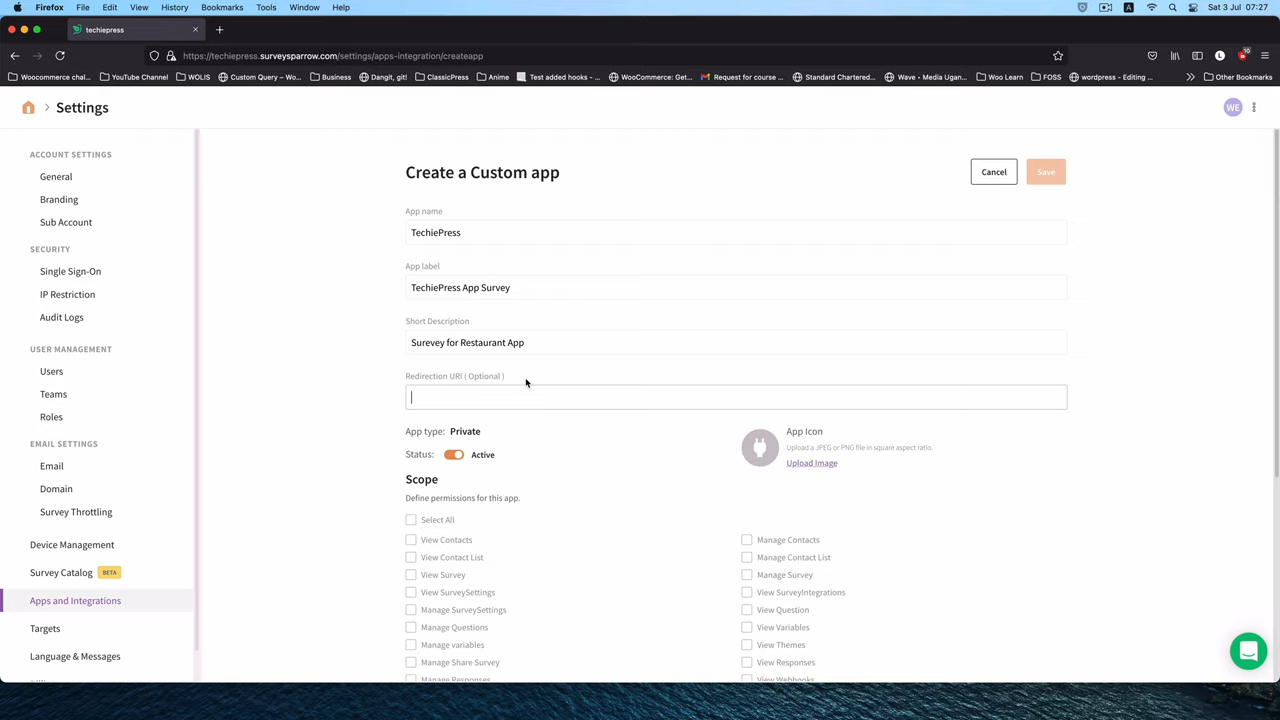 Firefox File Edit View History Bookmarks Tools Window Help A Sat 3 Jul 07:27
techiepress
https://techiepress.surveysparrow.com/settings/apps-integration/createapp L 10
Woocommerce chal... YouTube Channel WOLIS Custom Query – Wo... Business Dangit, git! ClassicPress Anime Test added hooks - ... WooCommerce: Get... Request for course ... Standard Chartered... Wave • Media Ugan... Woo Learn FOSS wordpress - Editing ... Other Bookmarks
Settings WE
ACCOUNT SETTINGS
General
Branding
Sub Account
SECURITY
Single Sign-On
IP Restriction
Audit Logs
USER MANAGEMENT
Users
Teams
Roles
EMAIL SETTINGS
Email
Domain
Survey Throttling
Device Management
Survey Catalog BETA
Apps and Integrations
Targets
Language & Messages
Create a Custom app Cancel Save
App name
TechiePress
App label
TechiePress App Survey
Short Description
Surevey for Restaurant App
Redirection URI ( Optional )
App type: Private
Status: Active
App Icon
Upload a JPEG or PNG file in square aspect ratio.
Upload Image
Scope
Define permissions for this app.
Select All
View Contacts Manage Contacts
View Contact List Manage Contact List
View Survey Manage Survey
View SurveySettings View SurveyIntegrations
Manage SurveySettings View Question
Manage Questions View Variables
Manage variables View Themes
Manage Share Survey View Responses
Manage Responses View Webhooks